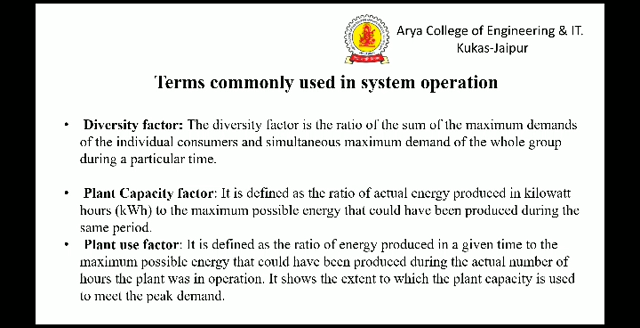 Arya College of Engineering & IT.
Kukas-Jaipur
Terms commonly used in system operation
• Diversity factor: The diversity factor is the ratio of the sum of the maximum demands
of the individual consumers and simultaneous maximum demand of the whole group
during a particular time.
• Plant Capacity factor: It is defined as the ratio of actual energy produced in kilowatt
hours (kWh) to the maximum possible energy that could have been produced during the
same period.
• Plant use factor: It is defined as the ratio of energy produced in a given time to the
maximum possible energy that could have been produced during the actual number of
hours the plant was in operation. It shows the extent to which the plant capacity is used
to meet the peak demand.